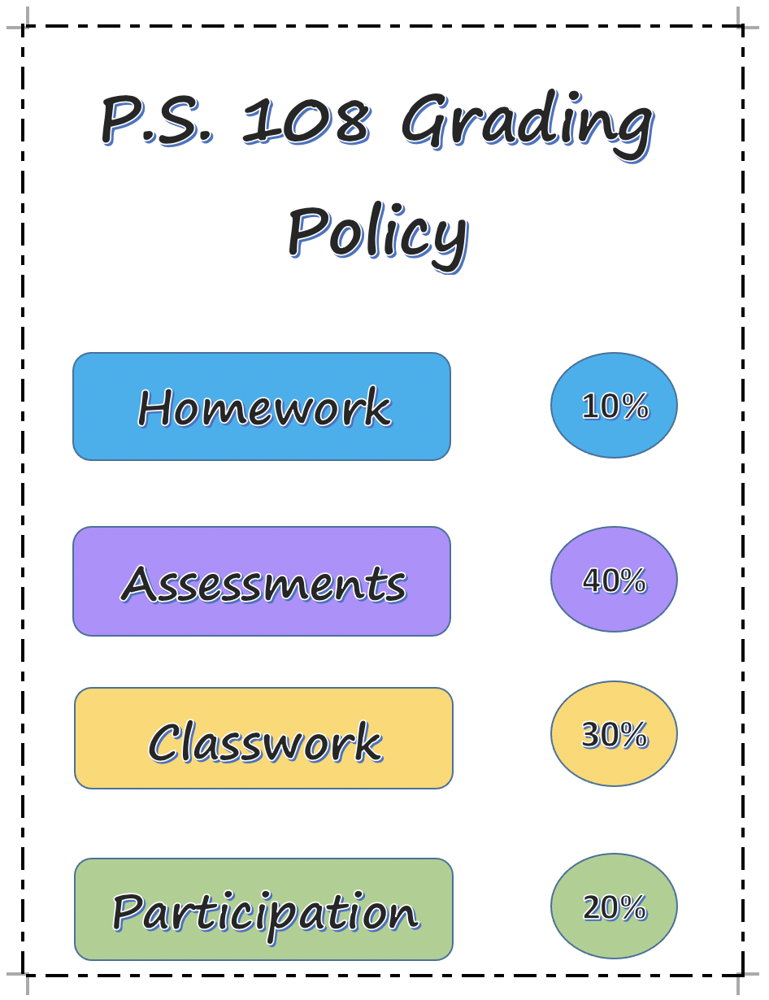 P.S. 108 Grading
Policy
Homework 10%
Assessments 40%
Classwork 30%
Participation 20%